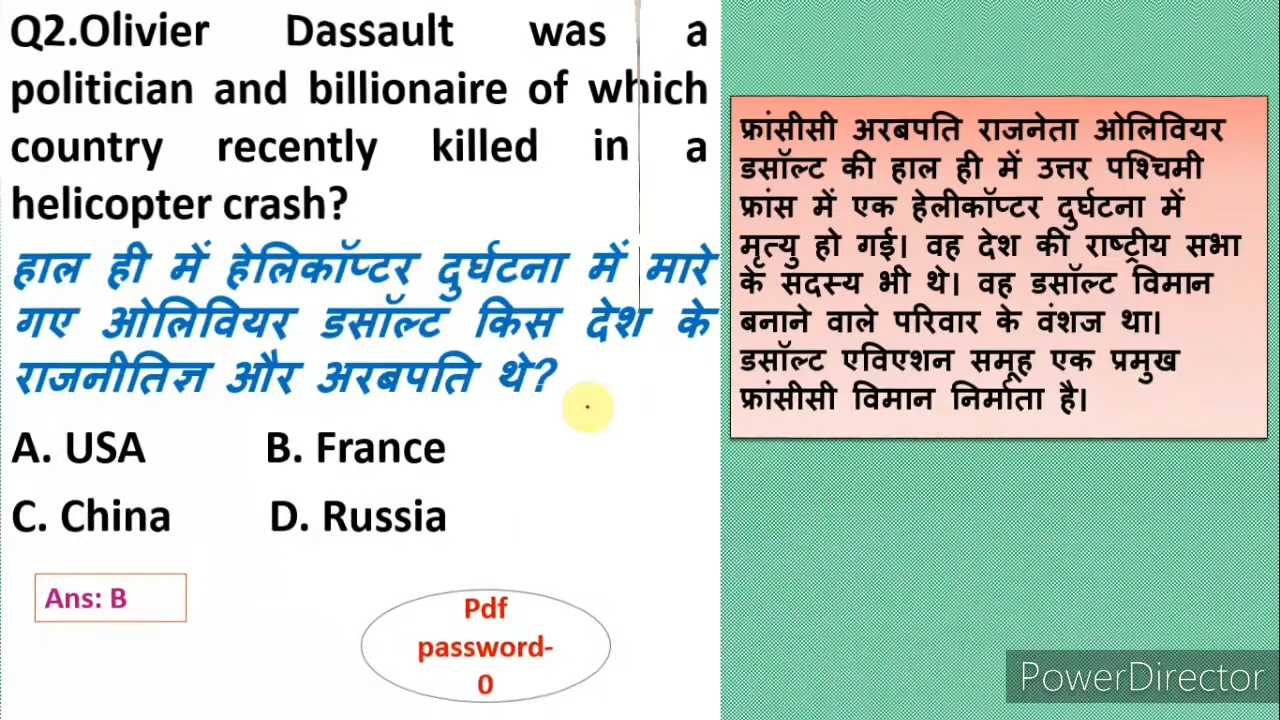 Q2.Olivier Dassault was a
politician and billionaire of which
country recently killed in a
helicopter crash?
हाल ही में हेलिकॉप्टर दुर्घटना में मारे
गए ओलिवियर डसॉल्ट किस देश के
राजनीतिज्ञ और अरबपति थे?
A. USA B. France
C. China D. Russia
Ans: B
Pdf
password-
0
फ्रांसीसी अरबपति राजनेता ओलिवियर
डसॉल्ट की हाल ही में उत्तर पश्चिमी
फ्रांस में एक हेलीकॉप्टर दुर्घटना में
मृत्यु हो गई। वह देश की राष्ट्रीय सभा
के सदस्य भी थे। वह डसॉल्ट विमान
बनाने वाले परिवार के वंशज था।
डसॉल्ट एविएशन समूह एक प्रमुख
फ्रांसीसी विमान निर्माता है।
PowerDirector